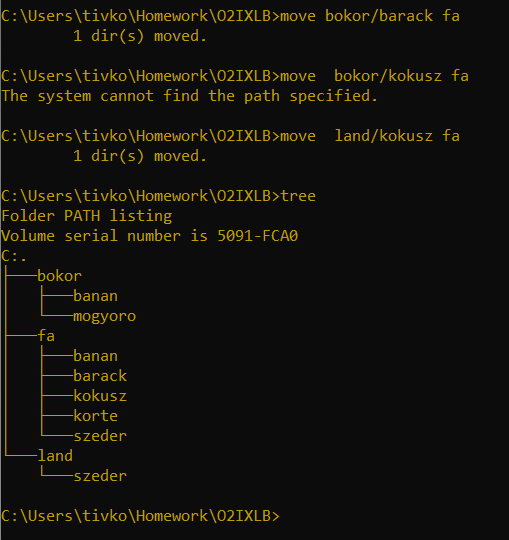 C:\Users\tivko\Homework\O2IXLB>move bokor/barack fa
        1 dir(s) moved.

C:\Users\tivko\Homework\O2IXLB>move  bokor/kokusz fa
The system cannot find the path specified.

C:\Users\tivko\Homework\O2IXLB>move  land/kokusz fa
        1 dir(s) moved.

C:\Users\tivko\Homework\O2IXLB>tree
Folder PATH listing
Volume serial number is 5091-FCA0
C:.
├───bokor
│   ├───banan
│   └───mogyoro
├───fa
│   ├───banan
│   ├───barack
│   ├───kokusz
│   ├───korte
│   └───szeder
└───land
    └───szeder

C:\Users\tivko\Homework\O2IXLB>